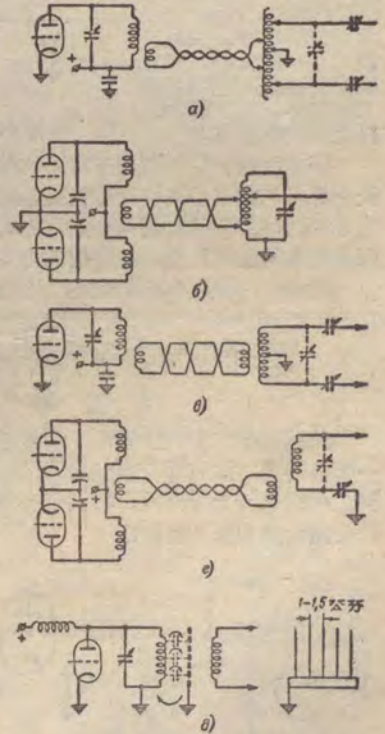 +
а)
б)
+
в)
+
г)
1-1,5
+
д)